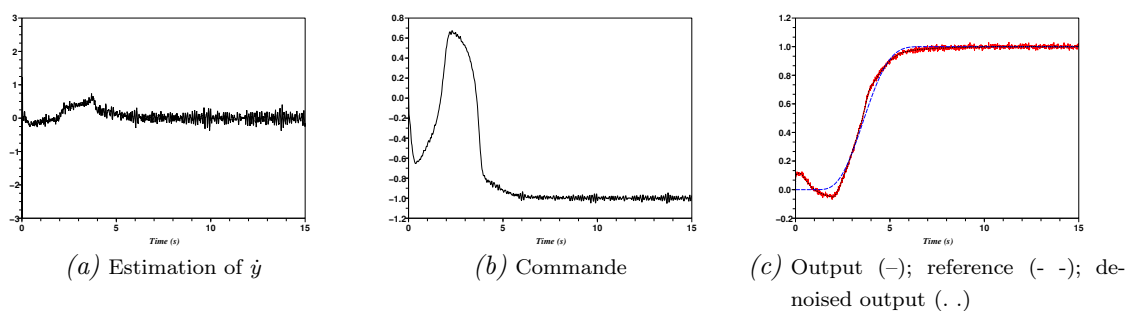 3
2
1
0
−1
−2
−3
0 5 10 15
Time (s)
(a) Estimation of ẏ
0.8
0.6
0.4
0.2
0.0
−0.2
−0.4
−0.6
−0.8
−1.0
−1.2
0 5 10 15
Time (s)
(b) Commande
1.2
1.0
0.8
0.6
0.4
0.2
0.0
−0.2
0 5 10 15
Time (s)
(c) Output (–); reference (- -); de-
noised output (. .)